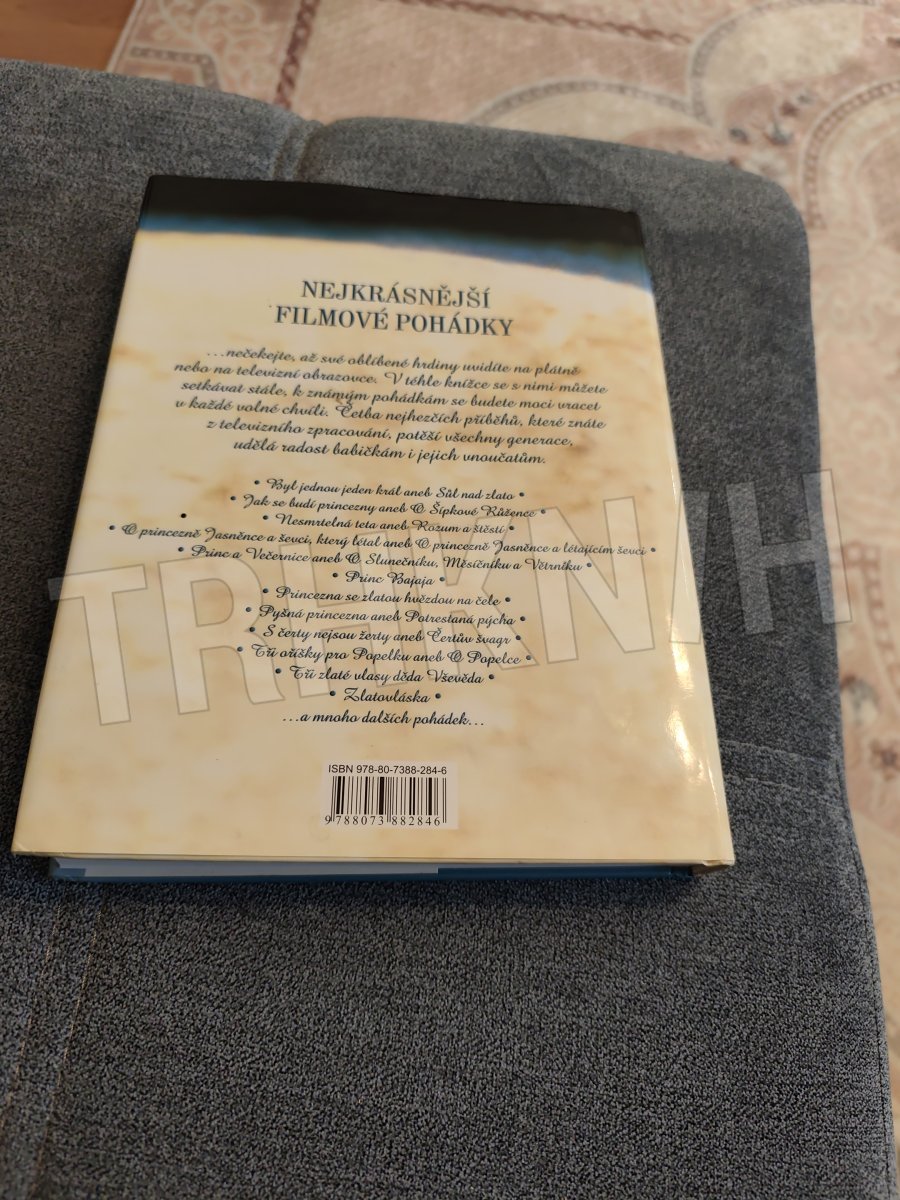 NEJKRÁSNĚJŠÍ
FILMOVÉ POHÁDKY
...nečekejte, až své oblíbené hrdiny uvidíte na plátně
nebo na televizní obrazovce. V téhle knížce se s nimi můžete
setkávat stále, k známým pohádkám se budete moci vracet
v každé volné chvíli. Četba nejhezčích příběhů, které znáte
z televizního zpracování, potěší všechny generace,
udělá radost babičkám i jejich vnoučatům.
• Byl jednou jeden král aneb Sůl nad zlato •
• Jak se budí princezny aneb O Šípkové Růžence •
• Nesmrtelná teta aneb Rozum a štěstí •
• O princezně Jasněnce a ševci, který létal aneb O princezně Jasněnce a létajícím ševci •
• Princ a Večernice aneb O Slunečníku, Měsíčníku a Větrníku •
• Princ Bajaja •
• Princezna se zlatou hvězdou na čele •
• Pyšná princezna aneb Potrestaná pýcha •
• S čerty nejsou žerty aneb Čertův švagr •
• Tři oříšky pro Popelku aneb O Popelce •
• Tři zlaté vlasy děda Vševěda •
• Zlatovláska •
...a mnoho dalších pohádek...
ISBN 978-80-7388-284-6
9 788073 882846